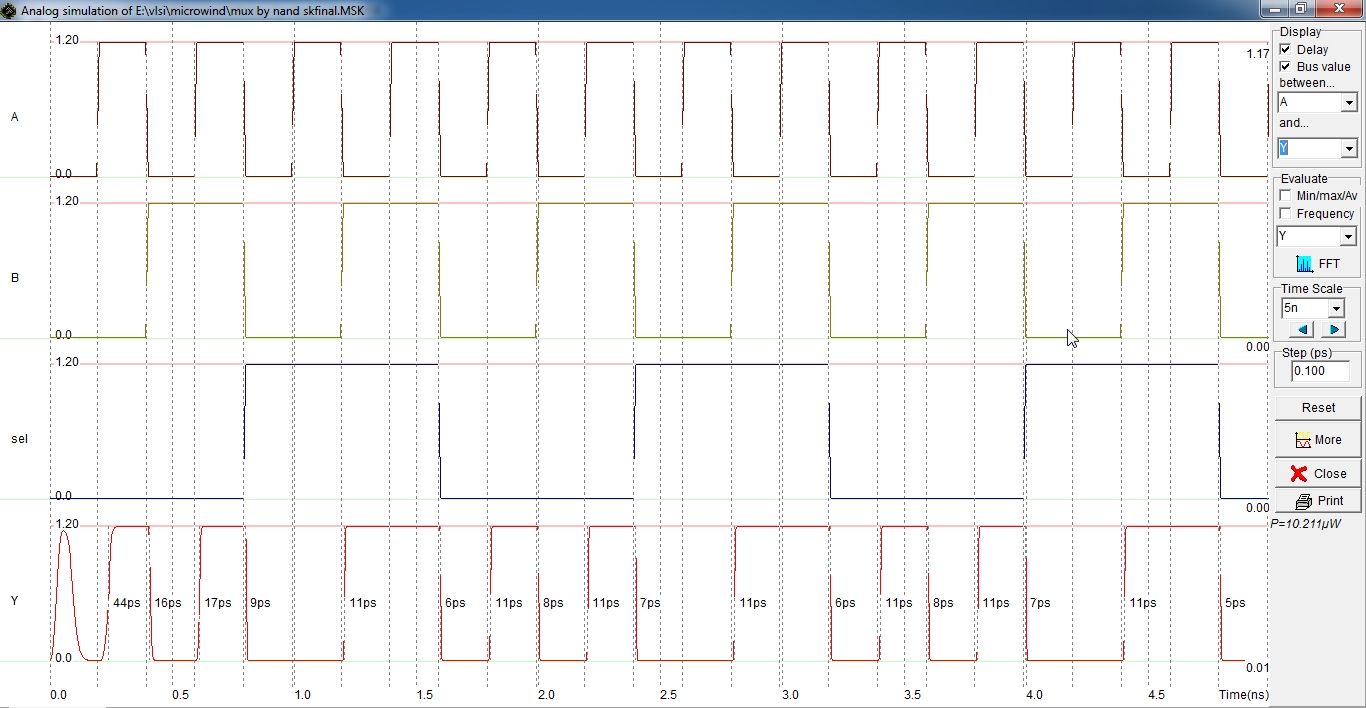 Analog simulation of E:\vlsi\microwind\mux by nand skfinal.MSK
1.20
1.17
A
0.0
1.20
B
0.0
0.00
1.20
sel
0.0
0.00
1.20
Y
44ps 16ps 17ps 9ps 11ps 6ps 11ps 8ps 11ps 7ps 11ps 6ps 11ps 8ps 11ps 7ps 11ps 5ps
0.0
0.01
0.0 0.5 1.0 1.5 2.0 2.5 3.0 3.5 4.0 4.5 Time(ns)
Display
Delay
Bus value
between...
A
and...
Y
Evaluate
Min/max/Av
Frequency
Y
FFT
Time Scale
5n
Step (ps)
0.100
Reset
More
Close
Print
P=10.211µW